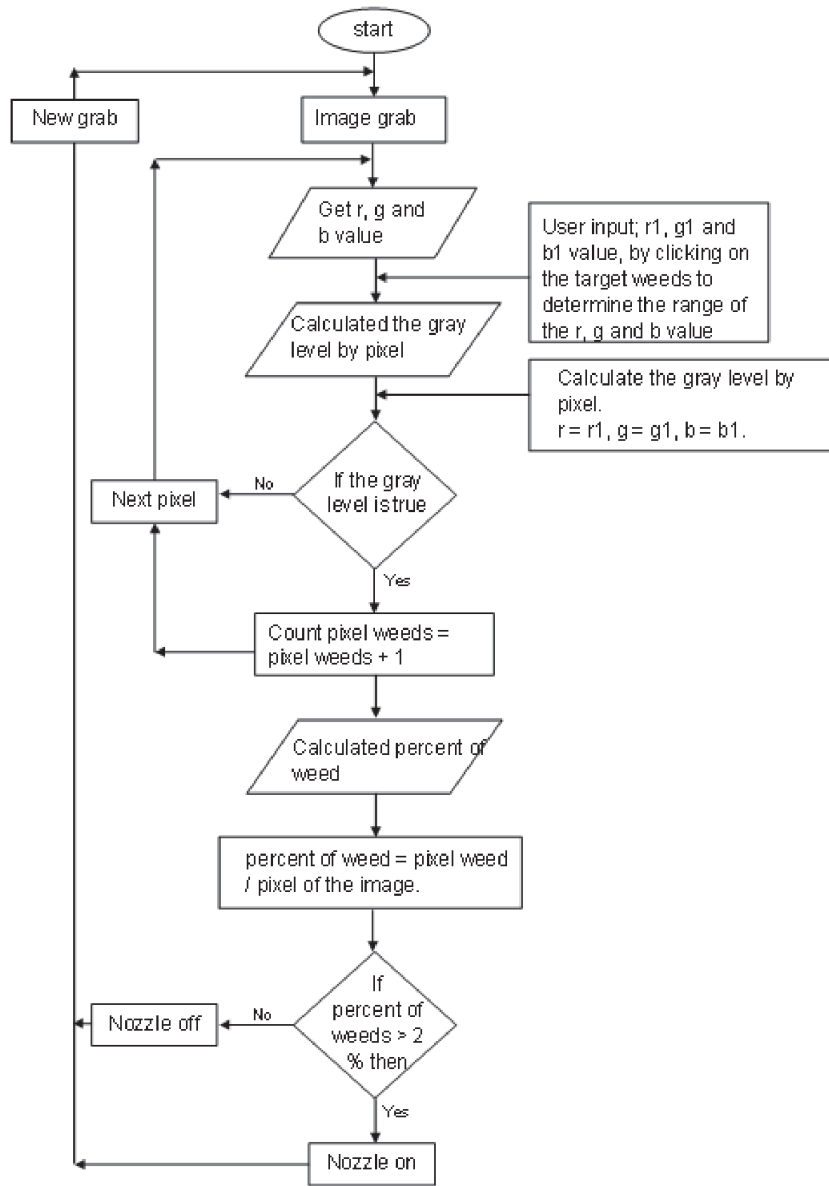 start
New grab
Image grab
Get r, g and
b value
User input; r1, g1 and
b1 value, by clicking on
the target weeds to
determine the range of
the r, g and b value
Calculated the gray
level by pixel
Calculate the gray level by
pixel.
r = r1, g = g1, b = b1.
If the gray
level is true
No
Next pixel
Yes
Count pixel weeds =
pixel weeds + 1
Calculated percent of
weed
percent of weed = pixel weed
/ pixel of the image.
If
percent of
weeds > 2
% then
No
Nozzle off
Yes
Nozzle on